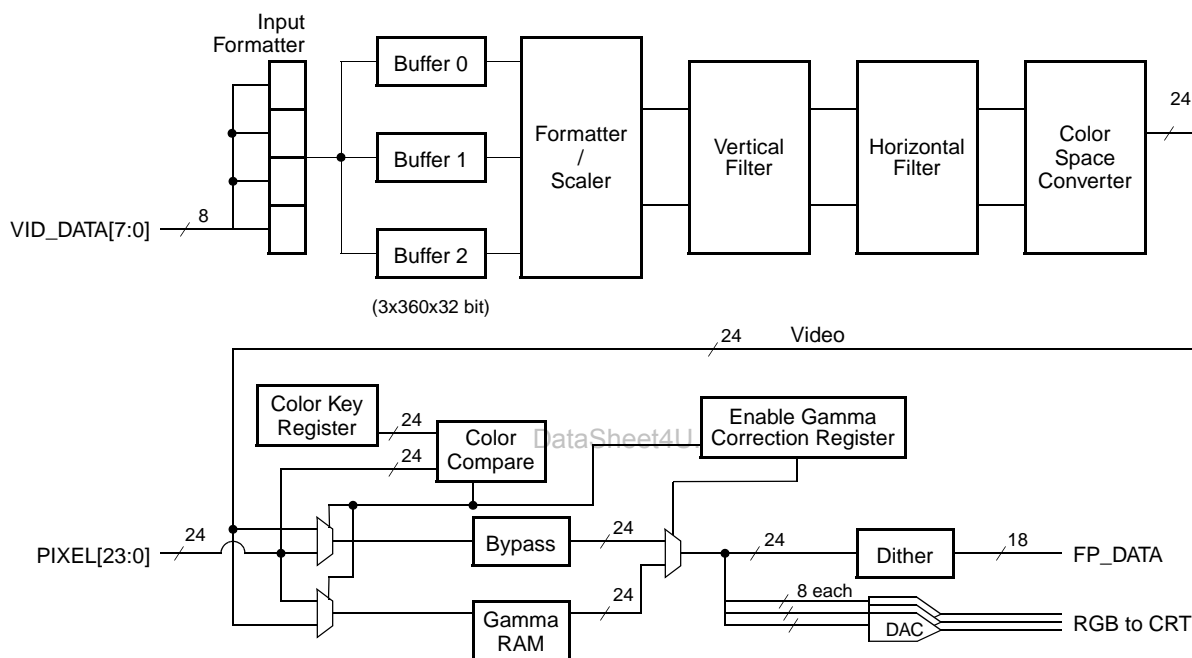 Input
Formatter
Buffer 0
Buffer 1
Buffer 2
(3x360x32 bit)
Formatter
/
Scaler
Vertical
Filter
Horizontal
Filter
Color
Space
Converter
24
VID_DATA[7:0]
8
24
Video
Color Key
Register
24
24
Color
Compare
DataSheet4U
Enable Gamma
Correction Register
PIXEL[23:0]
24
Bypass
24
24
Dither
18
FP_DATA
Gamma
RAM
24
8 each
DAC
RGB to CRT